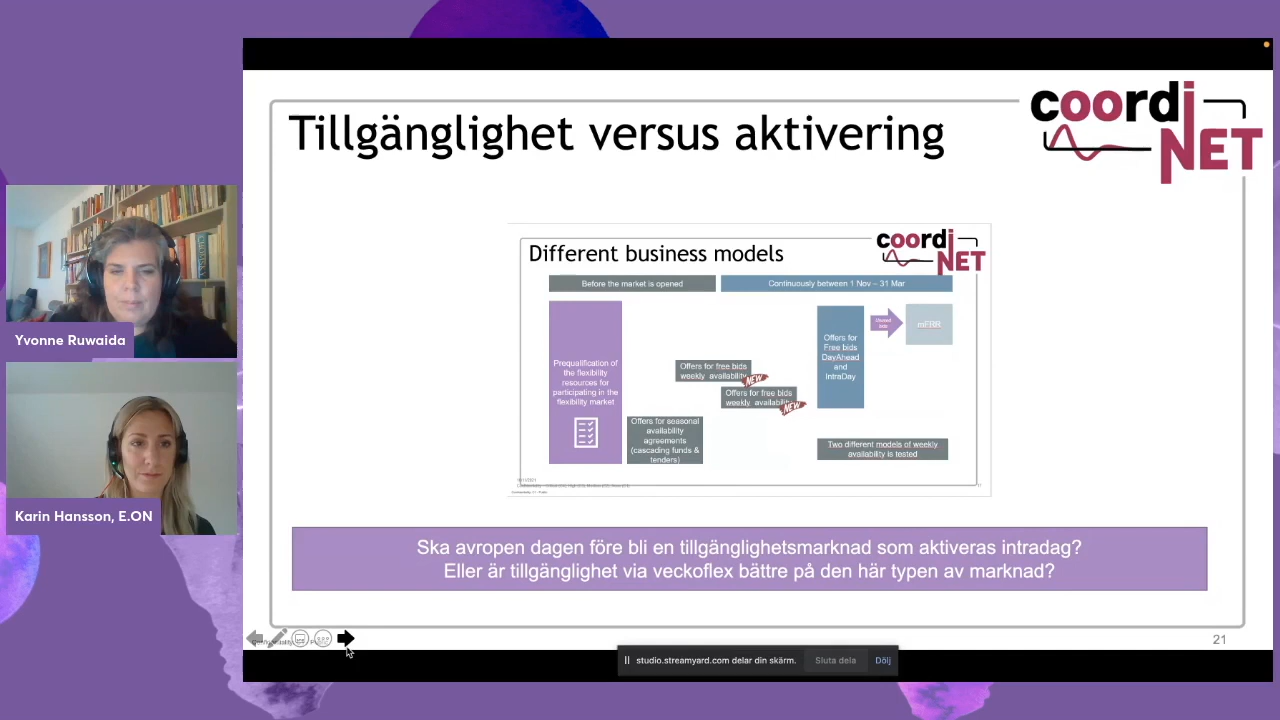 coordi
NET
Tillgänglighet versus aktivering
Different business models
coordi
NET
Before the market is opened
Continuously between 1 Nov – 31 Mar
Prequalification of
the flexibility
resources for
participating in the
flexibility market
Offers for seasonal
availability
agreements
(cascading funds &
tenders)
Offers for free bids
weekly availability
NEW
Offers for free bids
weekly availability
NEW
Offers for
Free bids
DayAhead
and
IntraDay
Unused
bids
mFRR
Two different models of weekly
availability is tested
Ska avropen dagen före bli en tillgänglighetsmarknad som aktiveras intradag?
Eller är tillgänglighet via veckoflex bättre på den här typen av marknad?
21
Yvonne Ruwaida
Karin Hansson, E.ON
studio.streamyard.com delar din skärm.
Sluta dela
Dölj